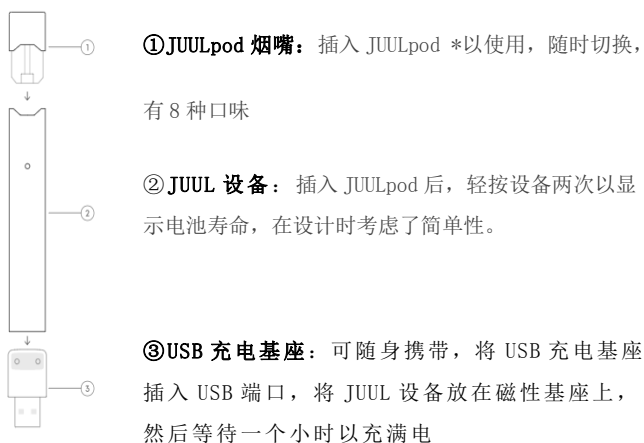 ①
①JUULpod 烟嘴：插入 JUULpod *以使用，随时切换，
有 8 种口味
②JUUL 设备：插入 JUULpod 后，轻按设备两次以显
示电池寿命，在设计时考虑了简单性。
②
③USB 充电基座：可随身携带，将 USB 充电基座
插入 USB 端口，将 JUUL 设备放在磁性基座上，
③
然后等待一个小时以充满电